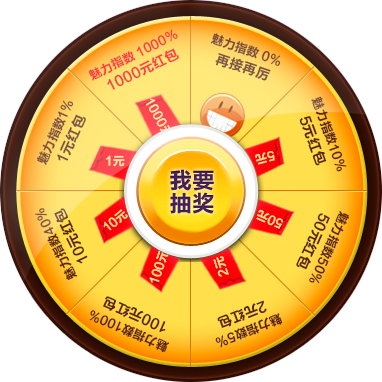 魅力指数 1000%
1000元红包
魅力指数 0%
再接再厉
魅力指数10%
5元红包
魅力指数50%
50元红包
魅力指数5%
2元红包
魅力指数100%
100元红包
魅力指数40%
10元红包
魅力指数1%
1元红包
1000
5元
50元
2元
100元
10元
1元
我要
抽奖